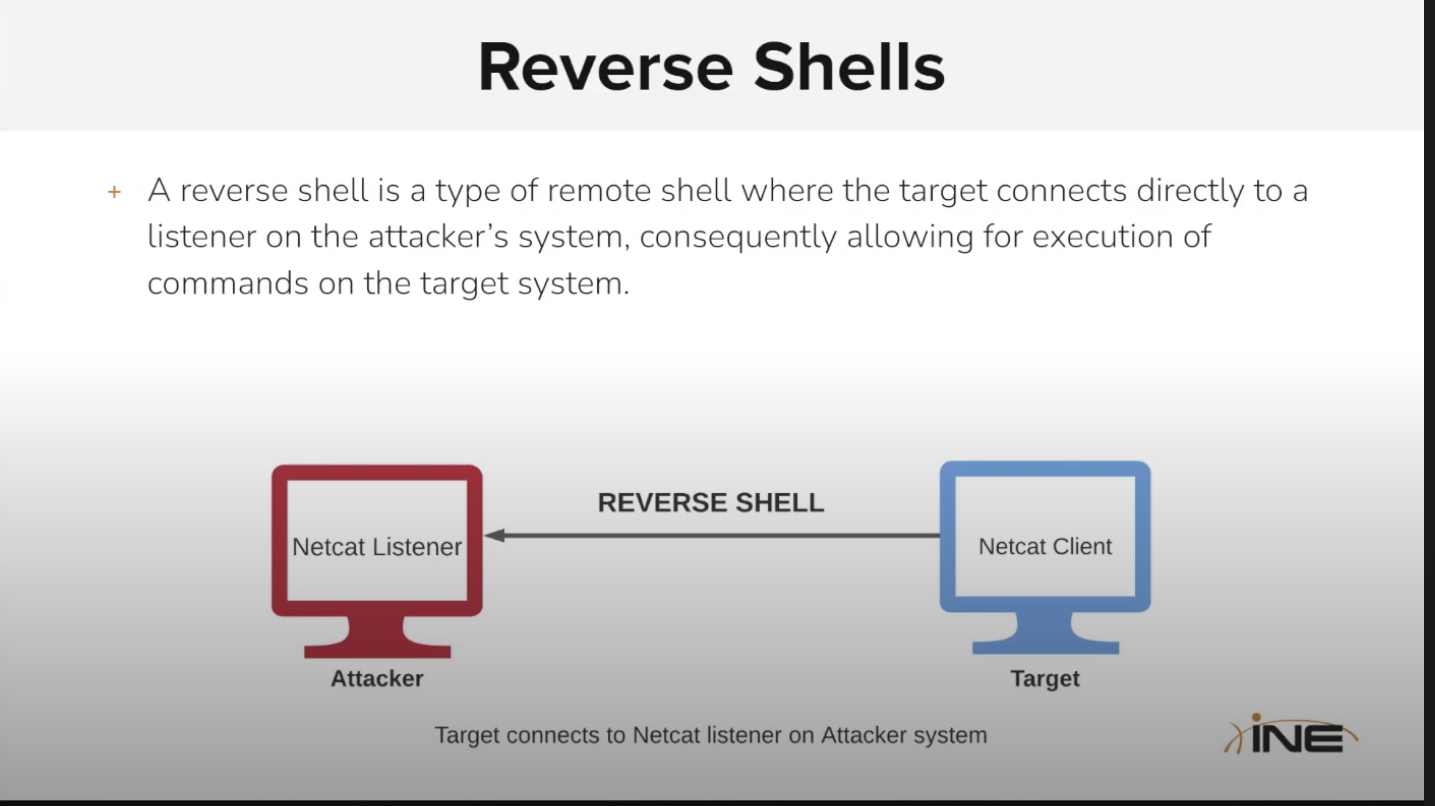 Reverse Shells
+ A reverse shell is a type of remote shell where the target connects directly to a
listener on the attacker’s system, consequently allowing for execution of
commands on the target system.
REVERSE SHELL
Netcat Listener
Netcat Client
Attacker
Target
Target connects to Netcat listener on Attacker system
INE